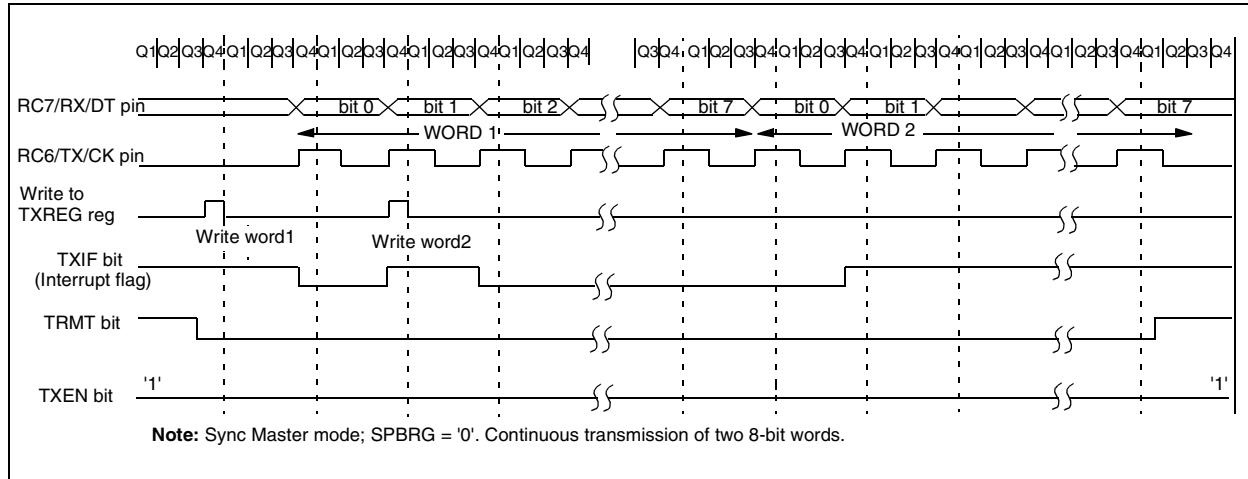 Q1 Q2 Q3 Q4 Q1 Q2 Q3 Q4 Q1 Q2 Q3 Q4 Q1 Q2 Q3 Q4 Q1 Q2 Q3 Q4 Q3 Q4 Q1 Q2 Q3 Q4 Q1 Q2 Q3 Q4 Q1 Q2 Q3 Q4 Q1 Q2 Q3 Q4 Q1 Q2 Q3 Q4 Q1 Q2 Q3 Q4
RC7/RX/DT pin bit 0 bit 1 bit 2 bit 7 bit 0 bit 1 bit 7
WORD 1 WORD 2
RC6/TX/CK pin
Write to
TXREG reg
Write word1 Write word2
TXIF bit
(Interrupt flag)
TRMT bit
'1' '1'
TXEN bit
Note: Sync Master mode; SPBRG = '0'. Continuous transmission of two 8-bit words.